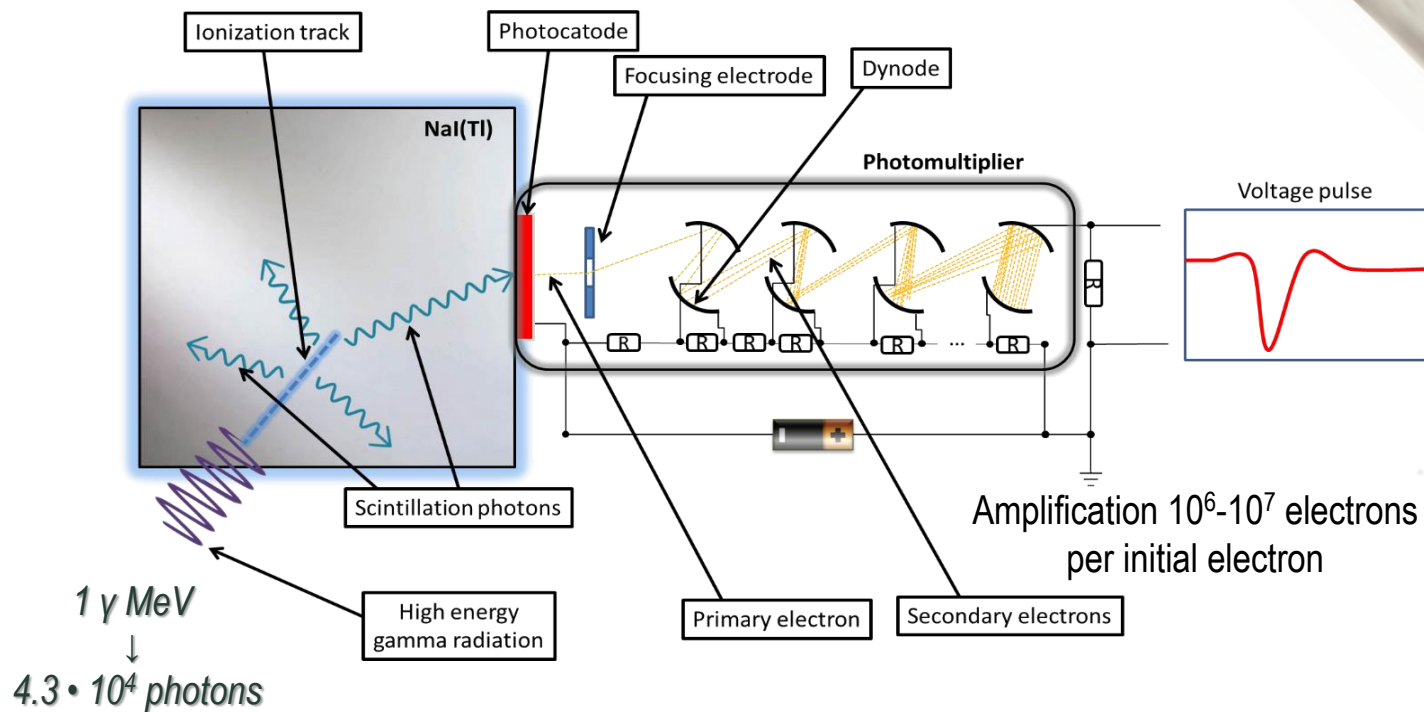 Ionization track
Photocatode
Focusing electrode
Dynode
NaI(Tl)
Photomultiplier
Voltage pulse
R
R
R
R
R
R
...
R
Scintillation photons
Amplification 10⁶-10⁷ electrons
per initial electron
1 γ MeV
↓
4.3 • 10⁴ photons
High energy
gamma radiation
Primary electron
Secondary electrons